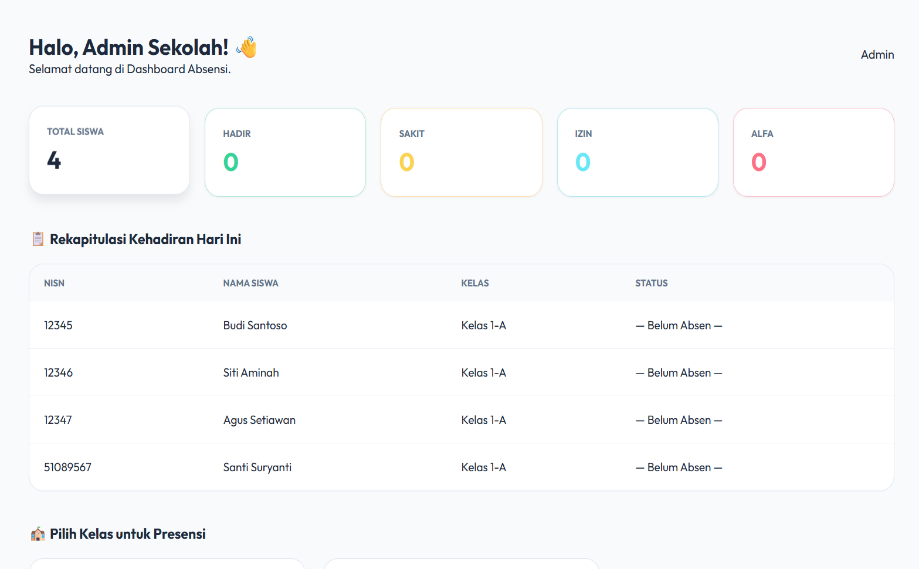 Halo, Admin Sekolah! 👋
Selamat datang di Dashboard Absensi.
Admin
TOTAL SISWA
4
HADIR
0
SAKIT
0
IZIN
0
ALFA
0
📋 Rekapitulasi Kehadiran Hari Ini
NISN NAMA SISWA KELAS STATUS
12345 Budi Santoso Kelas 1-A — Belum Absen —
12346 Siti Aminah Kelas 1-A — Belum Absen —
12347 Agus Setiawan Kelas 1-A — Belum Absen —
51089567 Santi Suryanti Kelas 1-A — Belum Absen —
🏫 Pilih Kelas untuk Presensi